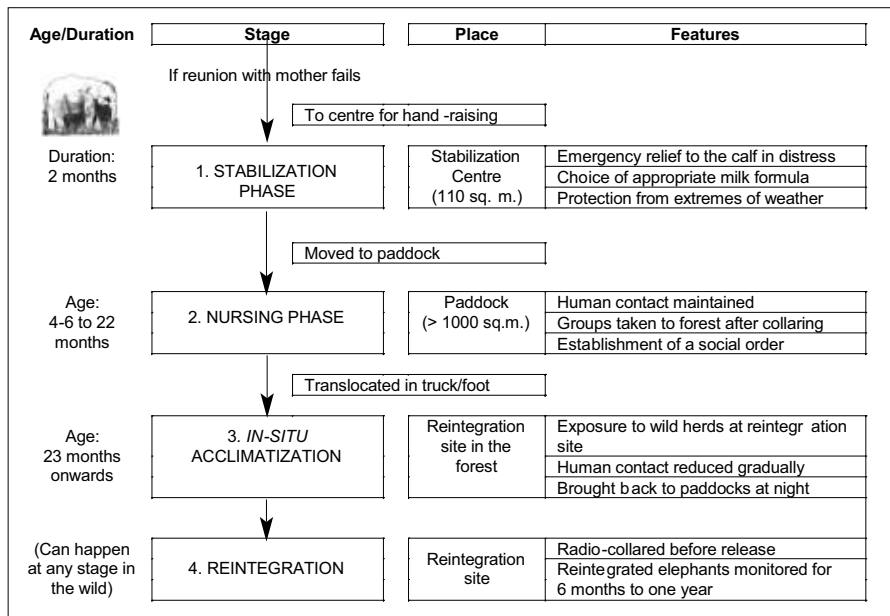 Age/Duration Stage Place Features
If reunion with mother fails
To centre for hand -raising
Duration:
2 months
1. STABILIZATION
PHASE
Stabilization
Centre
(110 sq. m.)
Emergency relief to the calf in distress
Choice of appropriate milk formula
Protection from extremes of weather
Moved to paddock
Age:
4-6 to 22
months
2. NURSING PHASE
Paddock
(> 1000 sq.m.)
Human contact maintained
Groups taken to forest after collaring
Establishment of a social order
Translocated in truck/foot
Age:
23 months
onwards
3. IN-SITU
ACCLIMATIZATION
Reintegration
site in the
forest
Exposure to wild herds at reintegr ation
site
Human contact reduced gradually
Brought back to paddocks at night
(Can happen
at any stage in
the wild)
4. REINTEGRATION
Reintegration
site
Radio-collared before release
Reintegrated elephants monitored for
6 months to one year